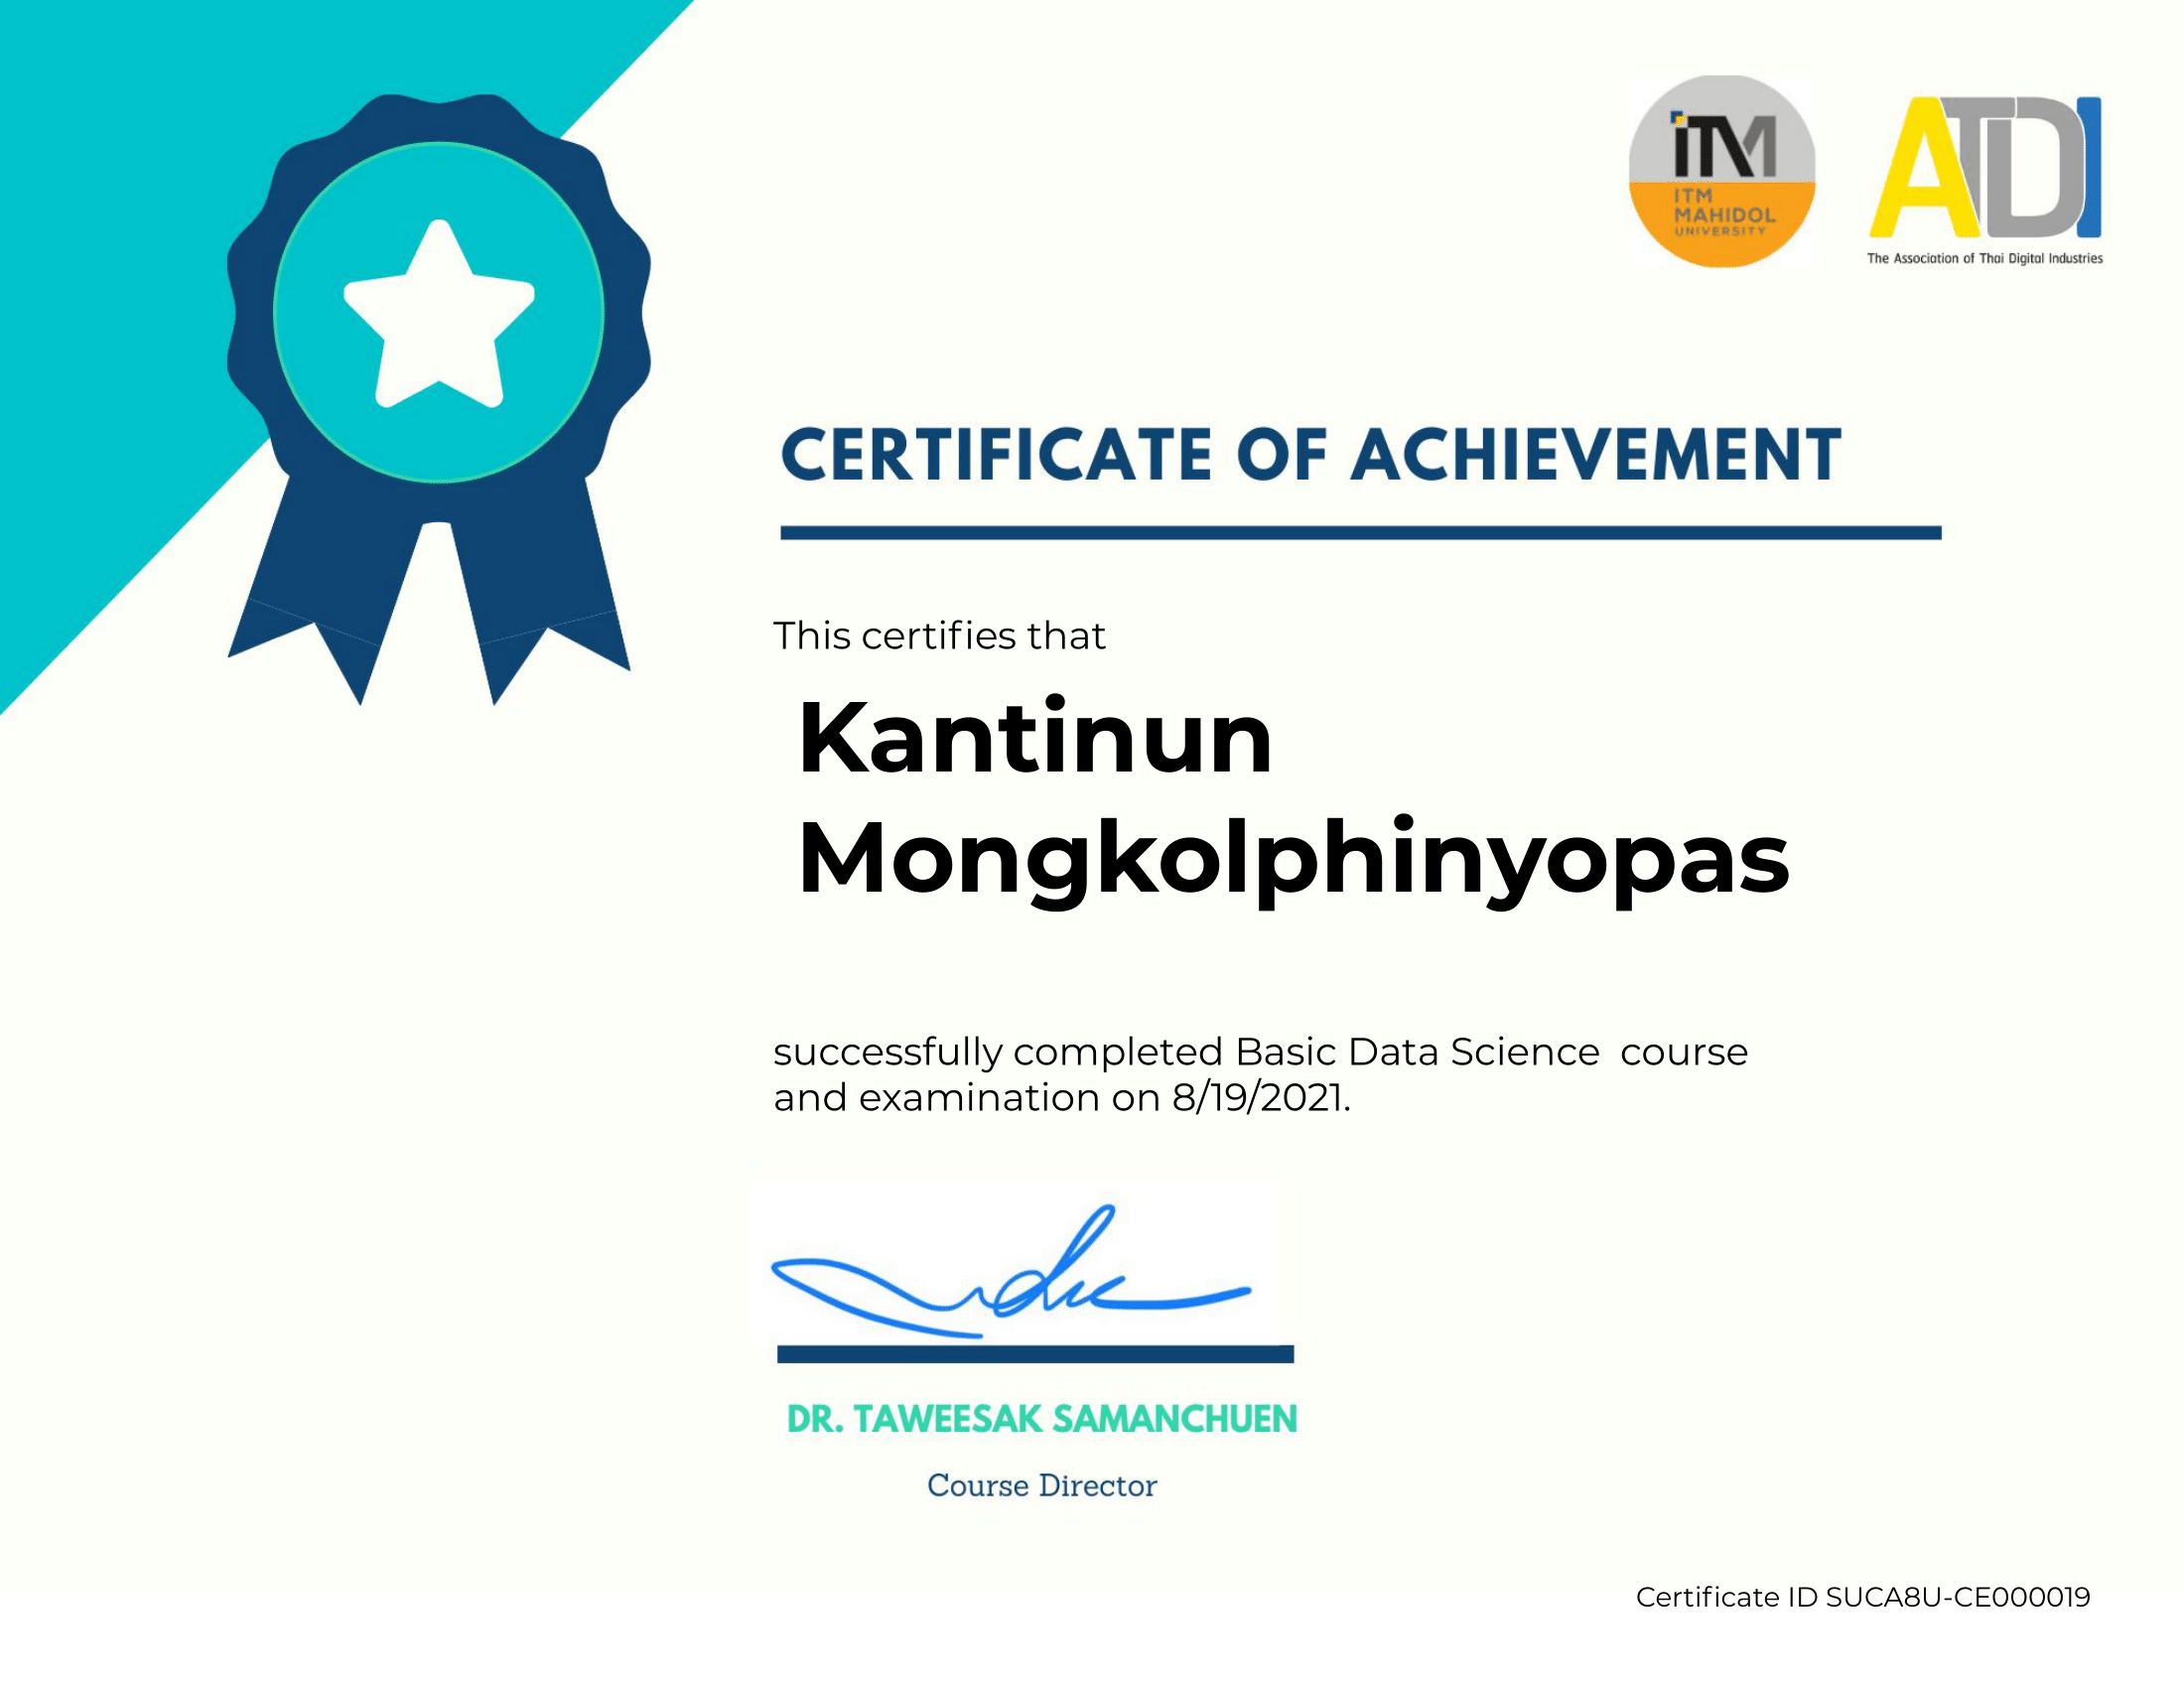 iTM
ITM
MAHIDOL
UNIVERSITY
ATDI
The Association of Thai Digital Industries
CERTIFICATE OF ACHIEVEMENT
This certifies that
Kantinun
Mongkolphinyopas
successfully completed Basic Data Science course
and examination on 8/19/2021.
DR. TAWEESAK SAMANCHUEN
Course Director
Certificate ID SUCA8U-CE000019